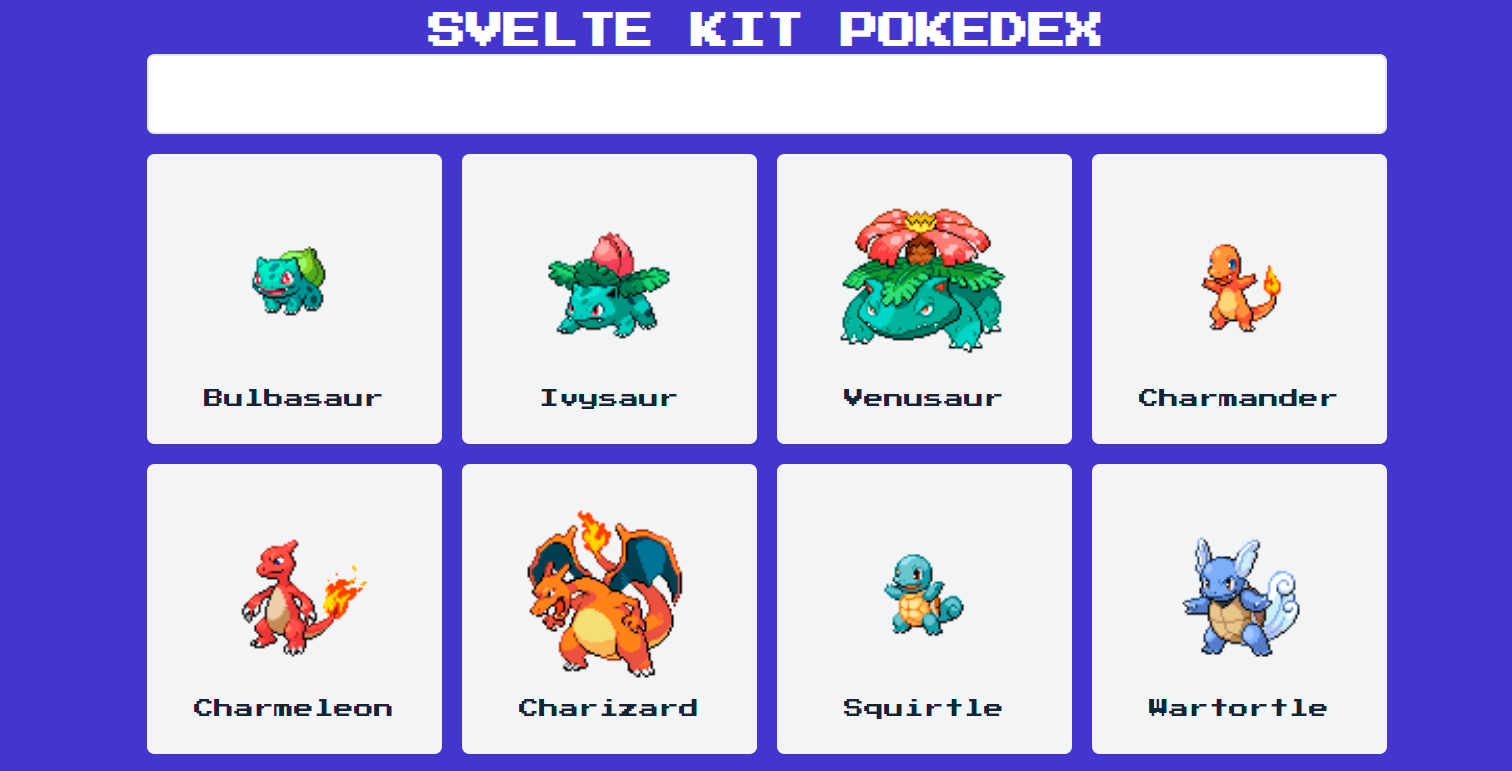 SVELTE KIT POKEDEX
Bulbasaur
Ivysaur
Venusaur
Charmander
Charmeleon
Charizard
Squirtle
Wartortle